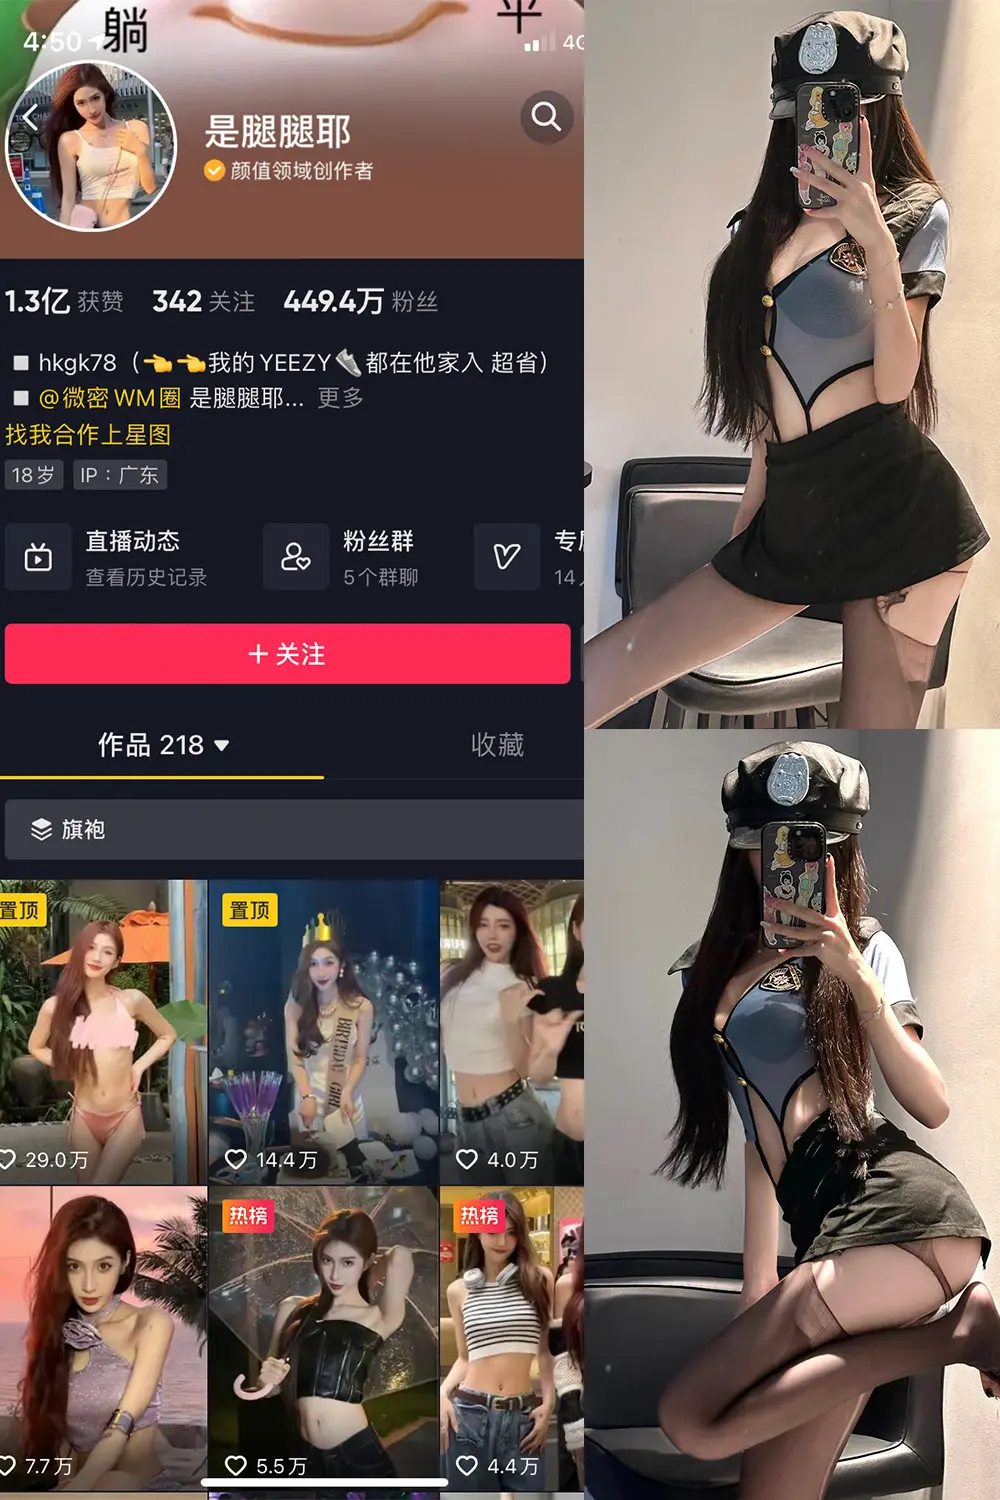 躺
平
4:50
4G
是腿腿耶
颜值领域创作者
1.3亿 获赞 342 关注 449.4万 粉丝
hkgk78（👈👈我的YEEZY👟都在他家入 超省）
@微密WM圈 是腿腿耶... 更多
找我合作上星图
18岁 IP：广东
直播动态
查看历史记录
粉丝群
5个群聊
14
+ 关注
作品 218 收藏
旗袍
置顶 置顶
BIRTHDAY GIRL
29.0万 14.4万 4.0万
热榜 热榜
7.7万 5.5万 4.4万